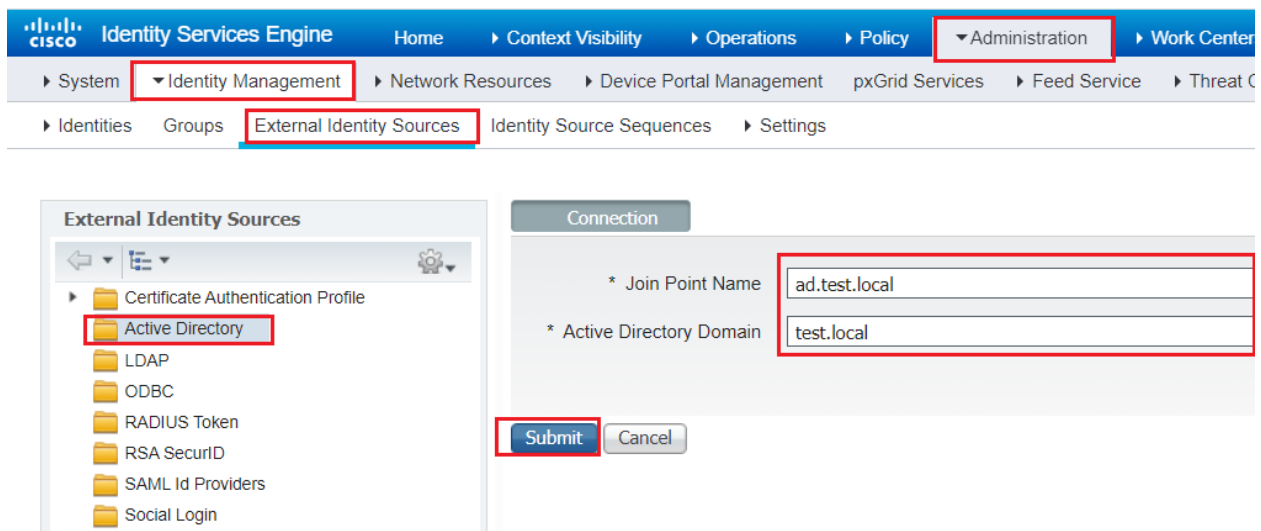 cisco Identity Services Engine Home Context Visibility Operations Policy Administration Work Center
System Identity Management Network Resources Device Portal Management pxGrid Services Feed Service Threat C
Identities Groups External Identity Sources Identity Source Sequences Settings
External Identity Sources
Certificate Authentication Profile
Active Directory
LDAP
ODBC
RADIUS Token
RSA SecurID
SAML Id Providers
Social Login
Connection
* Join Point Name ad.test.local
* Active Directory Domain test.local
Submit Cancel